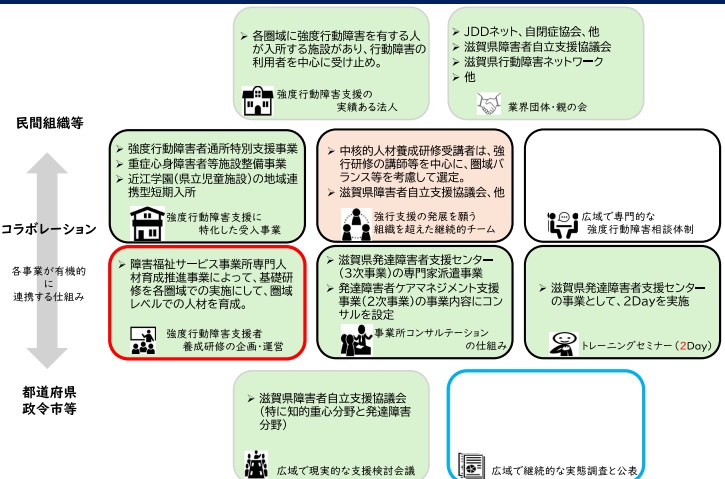 ➢ 各圏域に強度行動障害を有する人
が入所する施設があり、行動障害の
利用者を中心に受け止め。
強度行動障害支援の
実績ある法人
➢ JDDネット、自閉症協会、他
➢ 滋賀県障害者自立支援協議会
➢ 滋賀県行動障害ネットワーク
➢ 他
業界団体・親の会
民間組織等
コラボレーション
各事業が有機的
に
連携する仕組み
都道府県
政令市等
➢ 強度行動障害通所特別支援事業
➢ 重症心身障害者等施設整備事業
➢ 近江学園(県立児童施設)の地域連
携型短期入所
強度行動障害支援に
特化した受入事業
➢ 中核的人材養成研修受講者は、強
行研修の講師等を中心に、圏域バ
ランス等を考慮して選定。
➢ 滋賀県障害者自立支援協議会、他
強行支援の発展を願う
組織を超えた継続的チーム
広域で専門的な
強度行動障害相談体制
➢ 障害福祉サービス事業所専門人
材育成推進事業によって、基礎研
修を各圏域での実施にして、圏域
レベルでの人材を育成。
強度行動障害支援者
養成研修の企画・運営
➢ 滋賀県発達障害者支援センター
(3次事業)の専門家派遣事業
➢ 発達障害者ケアマネジメント支援
事業(2次事業)の事業内容にコン
サルを設定
事業所コンサルテーション
の仕組み
➢ 滋賀県発達障害者支援センター
の事業として、2Dayを実施
トレーニングセミナー(2Day)
➢ 滋賀県障害者自立支援協議会
(特に知的重心分野と発達障害
分野)
広域で現実的な支援検討会議
広域で継続的な実態調査と公表